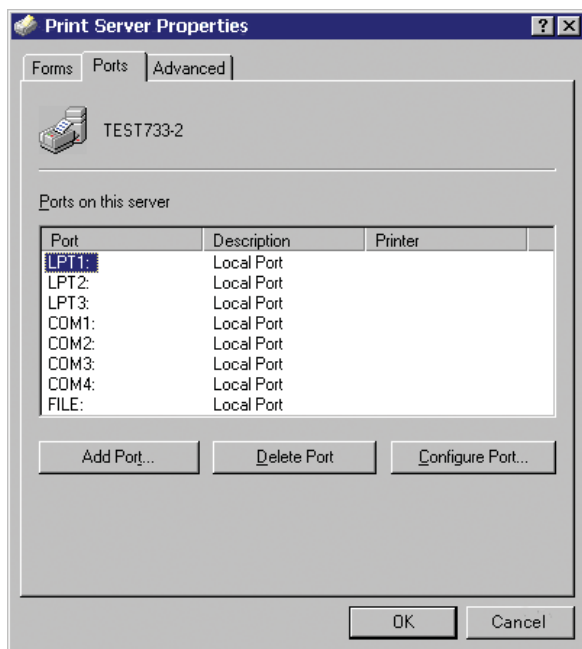 Print Server Properties
Forms Ports Advanced
TEST733-2
Ports on this server
Port Description Printer
LPT1: Local Port
LPT2: Local Port
LPT3: Local Port
COM1: Local Port
COM2: Local Port
COM3: Local Port
COM4: Local Port
FILE: Local Port
Add Port... Delete Port Configure Port...
OK Cancel